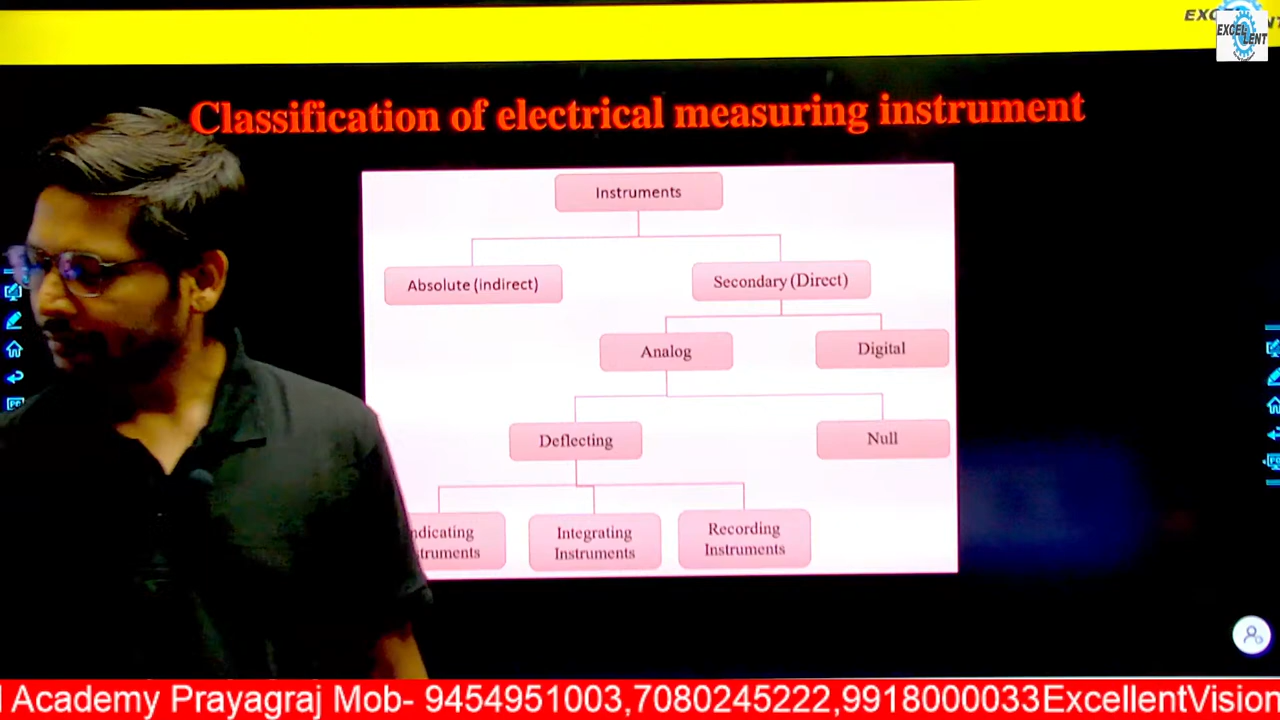 EXCELLENT
Classification of electrical measuring instrument
Instruments
Absolute (indirect)
Secondary (Direct)
Analog
Digital
Deflecting
Null
Integrating
Instruments
Recording
Instruments
Academy Prayagraj Mob- 9454951003,7080245222,9918000033ExcellentVision